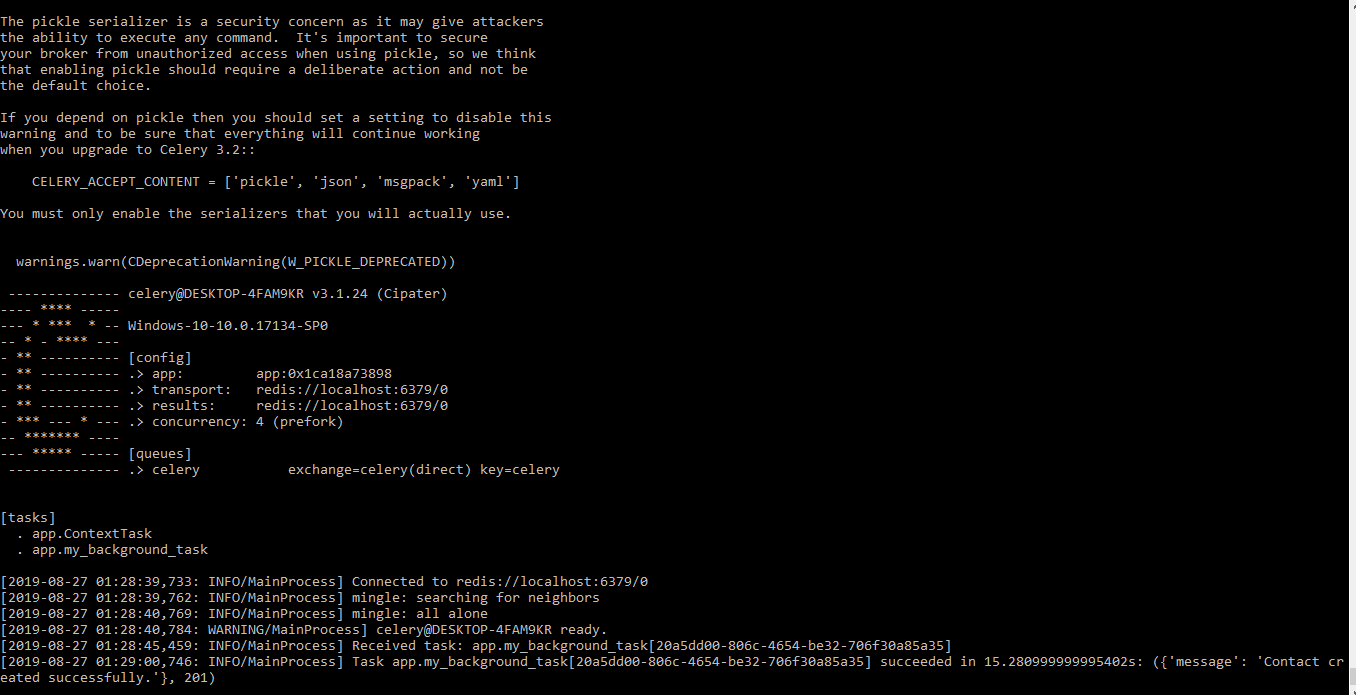 The pickle serializer is a security concern as it may give attackers
the ability to execute any command.  It's important to secure
your broker from unauthorized access when using pickle, so we think
that enabling pickle should require a deliberate action and not be
the default choice.

If you depend on pickle then you should set a setting to disable this
warning and to be sure that everything will continue working
when you upgrade to Celery 3.2::

    CELERY_ACCEPT_CONTENT = ['pickle', 'json', 'msgpack', 'yaml']

You must only enable the serializers that you will actually use.


  warnings.warn(CDeprecationWarning(W_PICKLE_DEPRECATED))

 -------------- celery@DESKTOP-4FAM9KR v3.1.24 (Cipater)
---- **** -----
--- * ***  * -- Windows-10-10.0.17134-SP0
-- * - **** ---
- ** ---------- [config]
- ** ---------- .> app:         app:0x1ca18a73898
- ** ---------- .> transport:   redis://localhost:6379/0
- ** ---------- .> results:     redis://localhost:6379/0
- *** --- * --- .> concurrency: 4 (prefork)
-- ******* ----
--- ***** ----- [queues]
 -------------- .> celery           exchange=celery(direct) key=celery


[tasks]
  . app.ContextTask
  . app.my_background_task

[2019-08-27 01:28:39,733: INFO/MainProcess] Connected to redis://localhost:6379/0
[2019-08-27 01:28:39,762: INFO/MainProcess] mingle: searching for neighbors
[2019-08-27 01:28:40,769: INFO/MainProcess] mingle: all alone
[2019-08-27 01:28:40,784: WARNING/MainProcess] celery@DESKTOP-4FAM9KR ready.
[2019-08-27 01:28:45,459: INFO/MainProcess] Received task: app.my_background_task[20a5dd00-806c-4654-be32-706f30a85a35]
[2019-08-27 01:29:00,746: INFO/MainProcess] Task app.my_background_task[20a5dd00-806c-4654-be32-706f30a85a35] succeeded in 15.280999999995402s: ({'message': 'Contact cr
eated successfully.'}, 201)